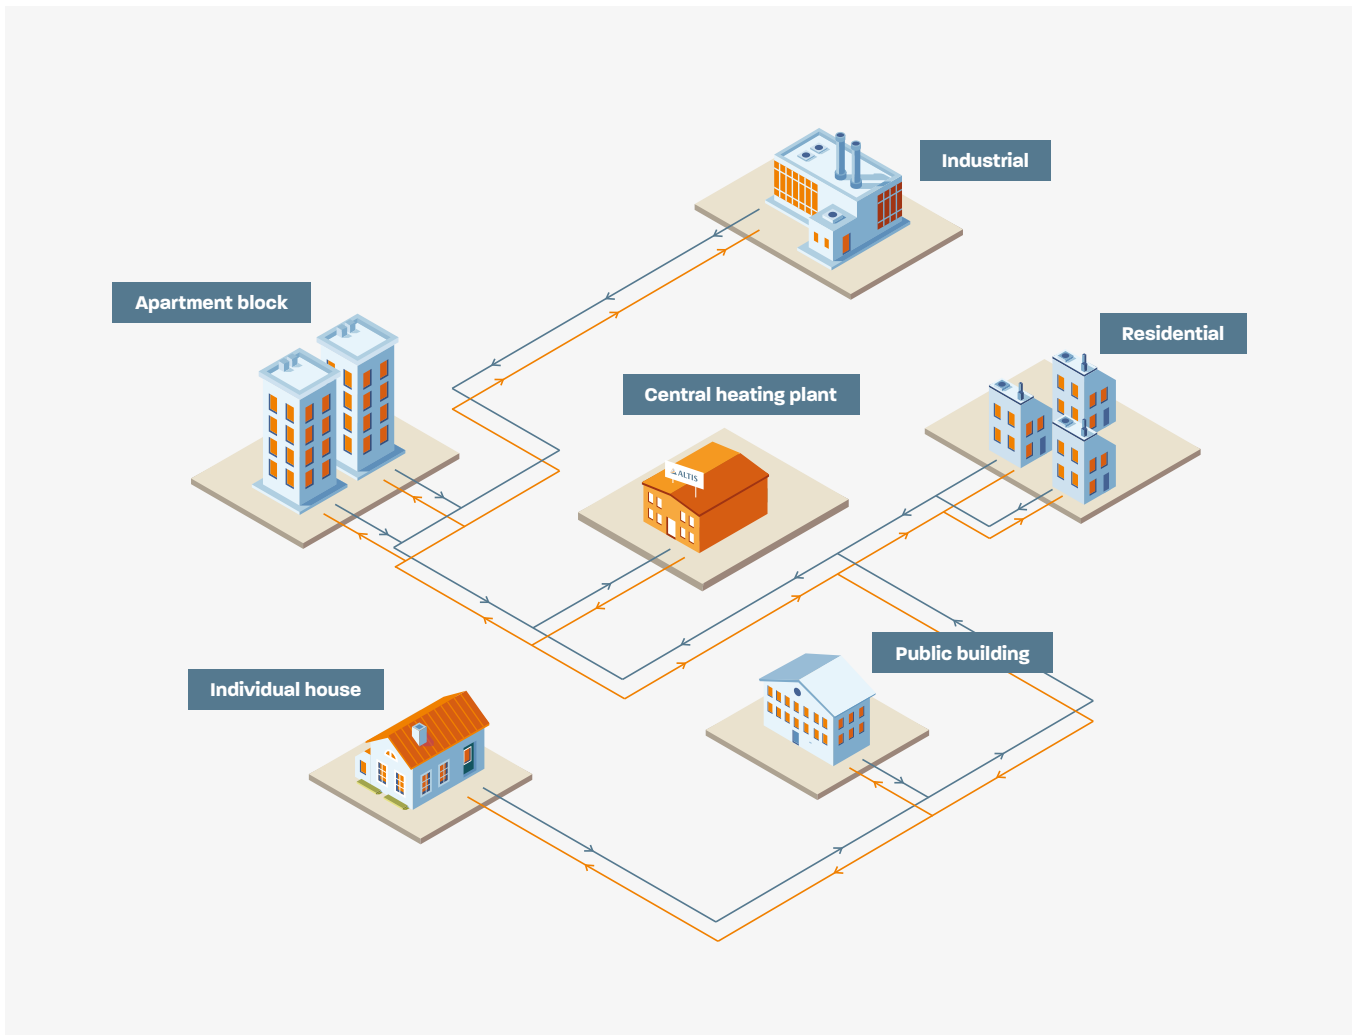 Industrial
Apartment block
Residential
Central heating plant
ALTIS
Public building
Individual house